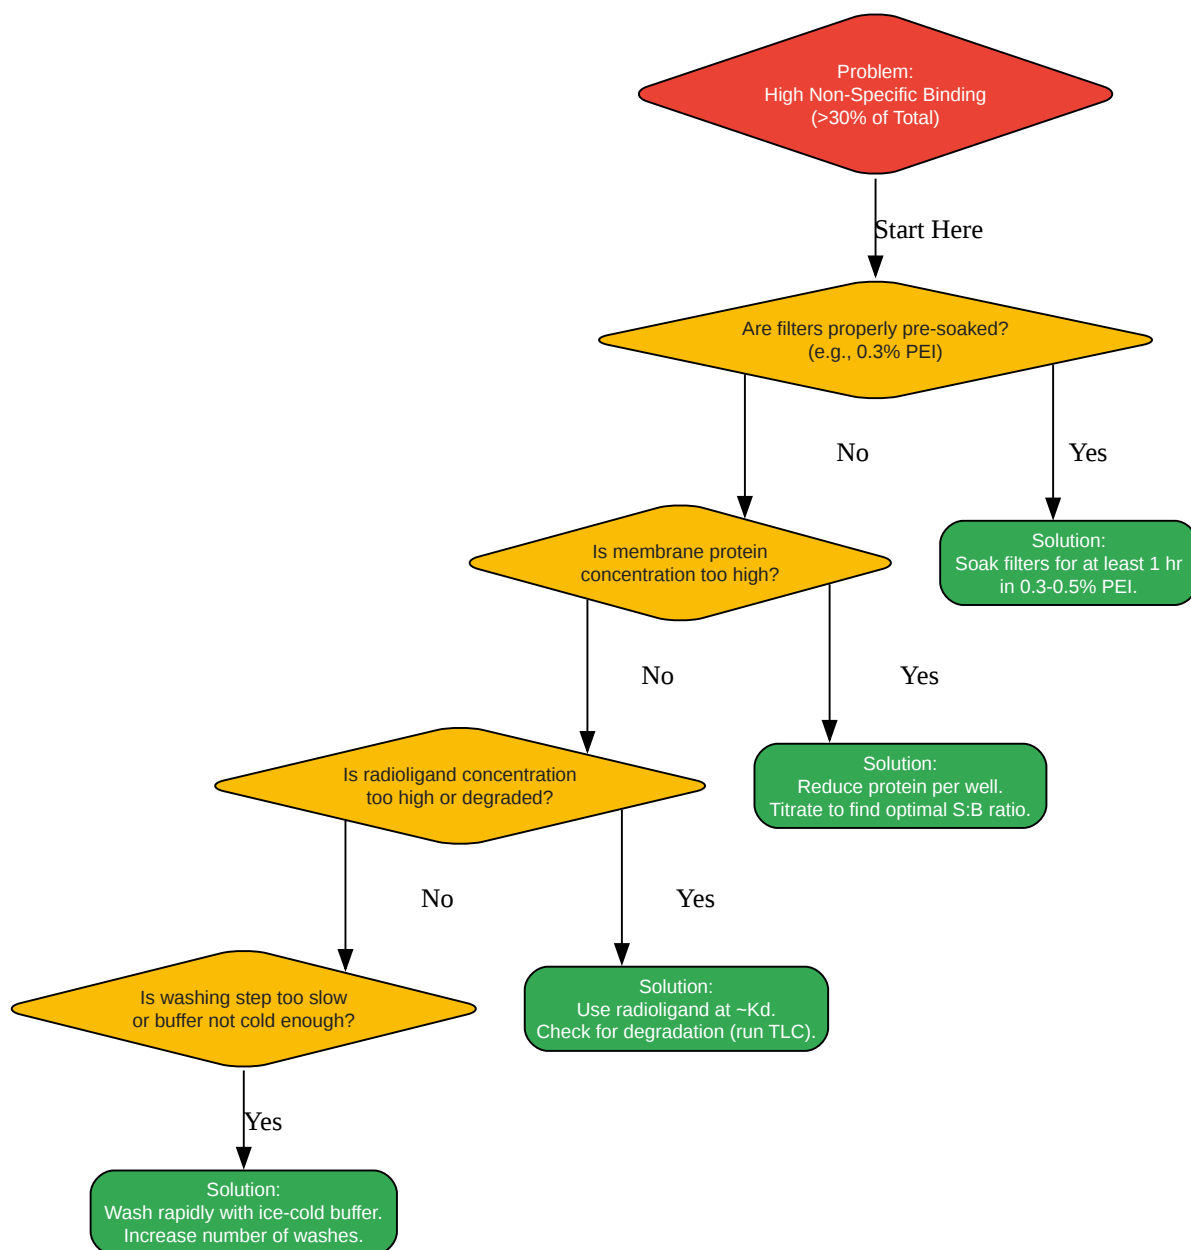 Problem:
High Non-Specific Binding
(>30% of Total)
Start Here
Are filters properly pre-soaked?
(e.g., 0.3% PEI)
No
Yes
Solution:
Soak filters for at least 1 hr
in 0.3-0.5% PEI.
Is membrane protein
concentration too high?
No
Yes
Solution:
Reduce protein per well.
Titrate to find optimal S:B ratio.
Is radioligand concentration
too high or degraded?
No
Yes
Solution:
Use radioligand at ~Kd.
Check for degradation (run TLC).
Is washing step too slow
or buffer not cold enough?
Yes
Solution:
Wash rapidly with ice-cold buffer.
Increase number of washes.